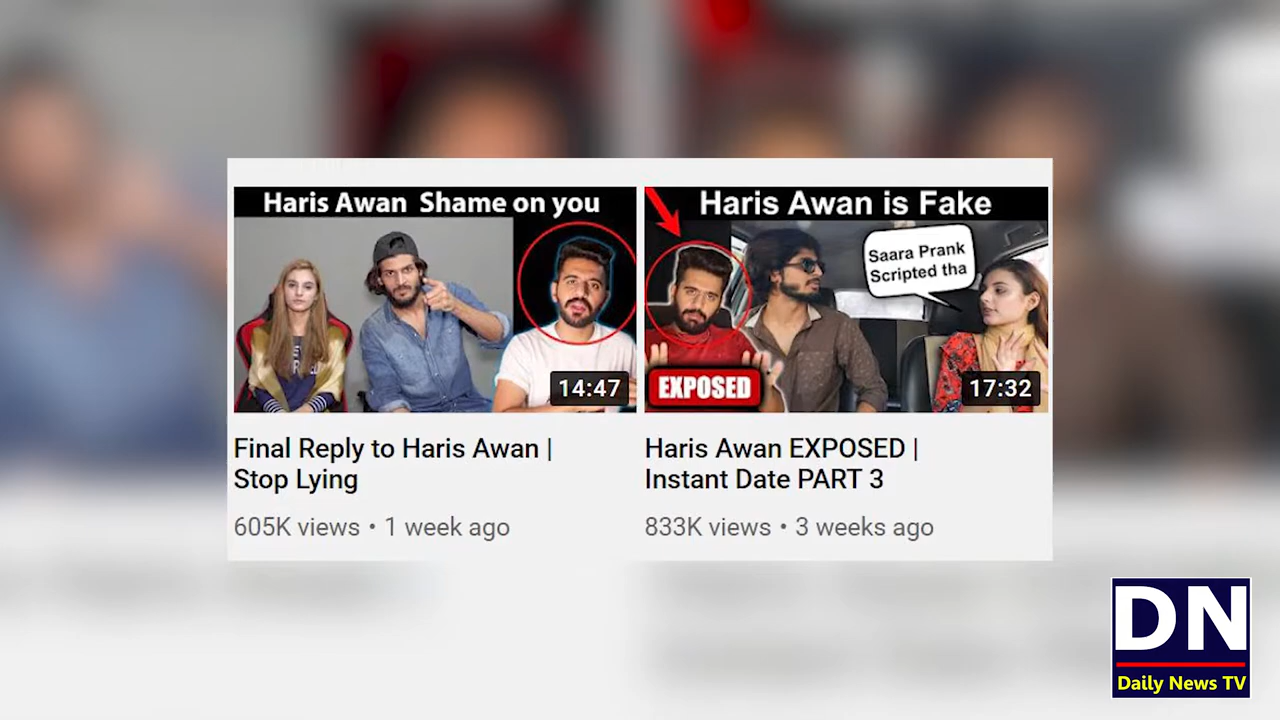 Haris Awan Shame on you
14:47
Final Reply to Haris Awan |
Stop Lying
605K views • 1 week ago
Haris Awan is Fake
Saara Prank
Scripted tha
EXPOSED
17:32
Haris Awan EXPOSED |
Instant Date PART 3
833K views • 3 weeks ago
DN
Daily News TV